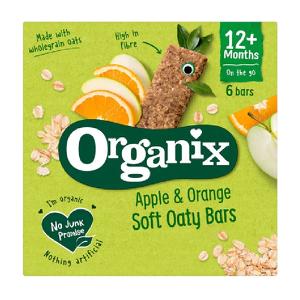 Made with
wholegrain oats
High in
fibre
12+
Months
On the go
6 bars
Organix
Apple & Orange
Soft Oaty Bars
I'm organic
No Junk
Promise
Nothing artificial